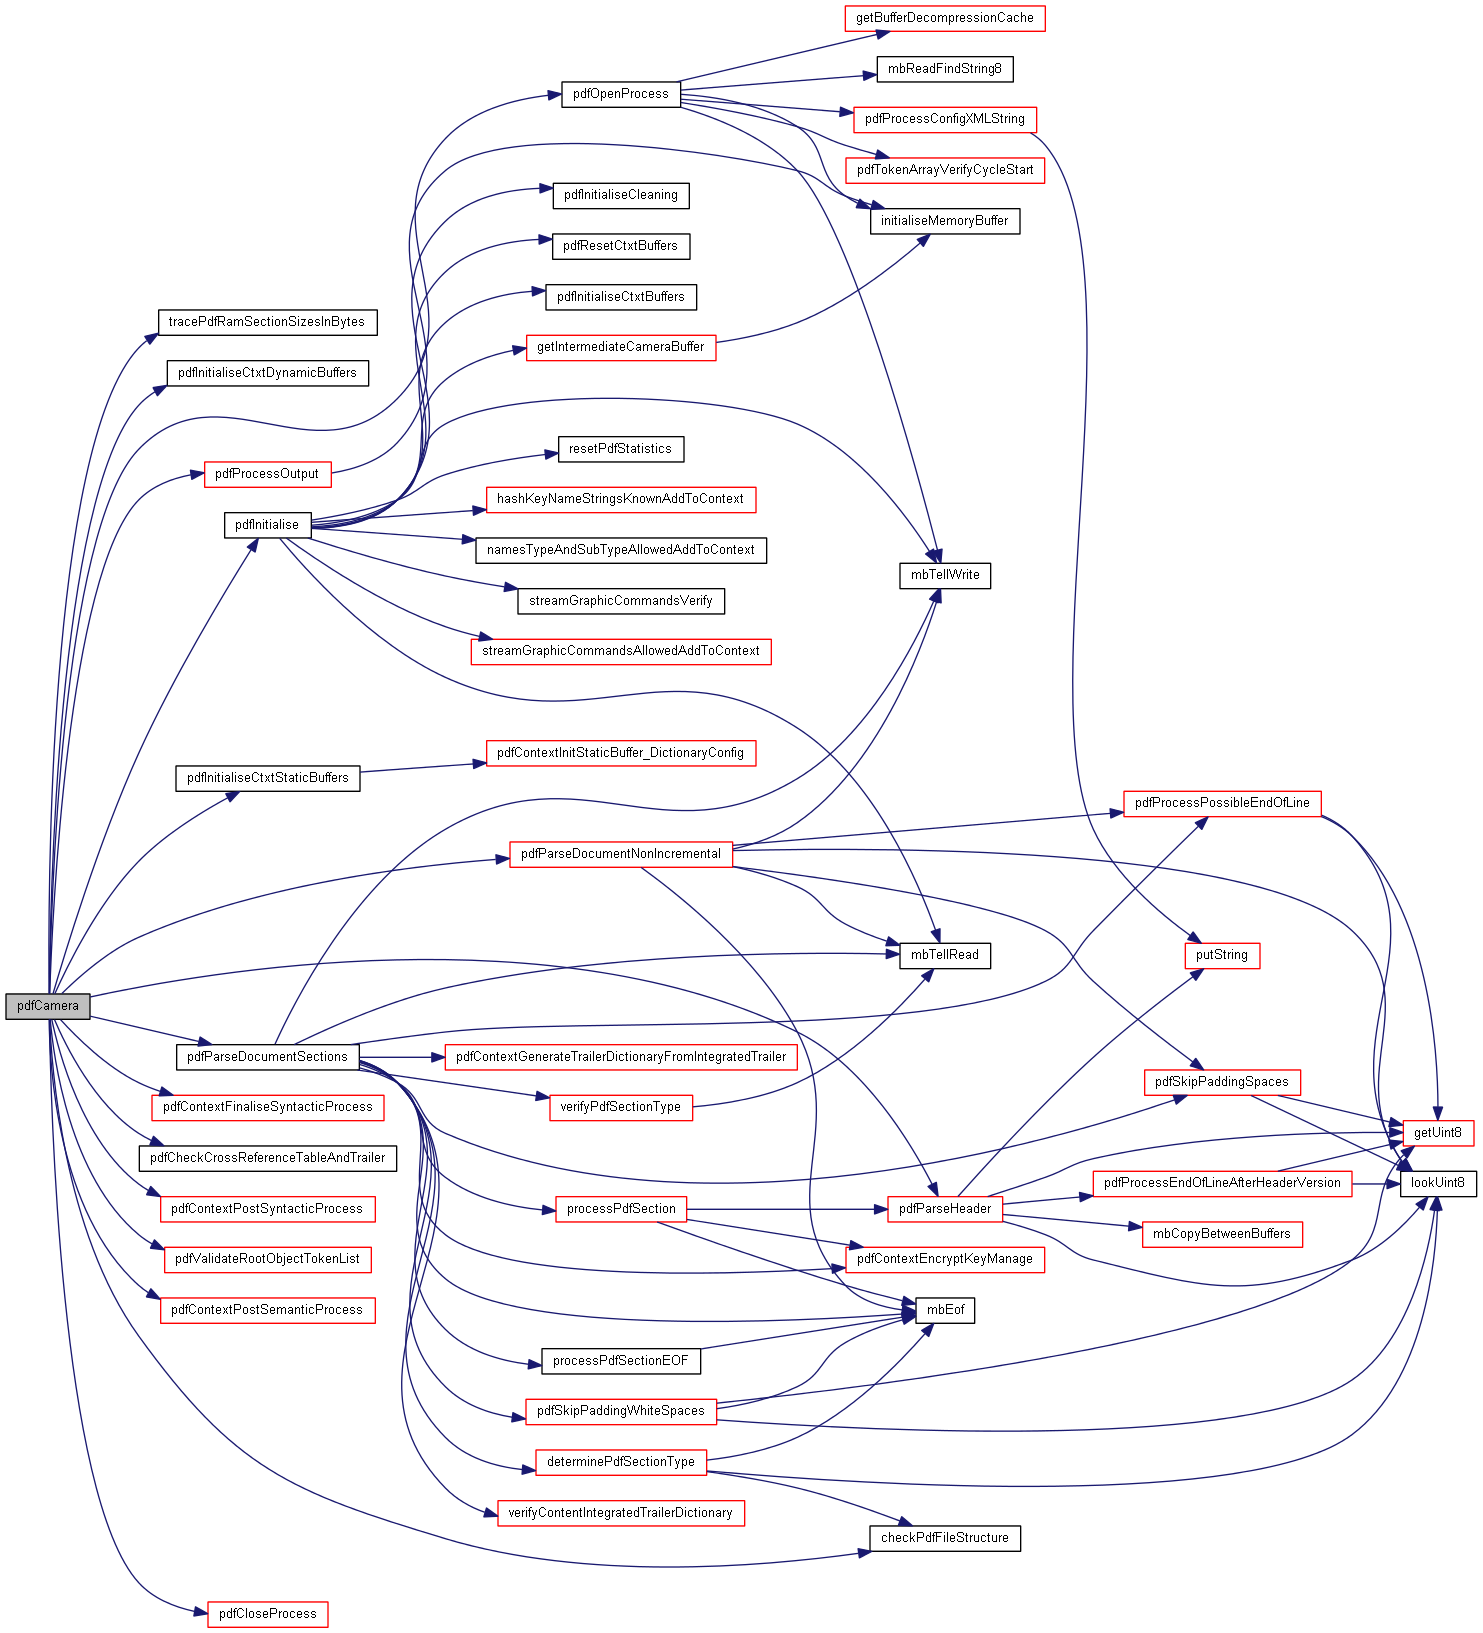 getBufferDecompressionCache
mbReadFindString8
pdfOpenProcess
pdfProcessConfigXMLString
pdfTokenArrayVerifyCycleStart
pdfInitialiseCleaning
initialiseMemoryBuffer
pdfResetCtxtBuffers
pdfInitialiseCtxtBuffers
tracePdfRamSectionSizesInBytes
getIntermediateCameraBuffer
pdfInitialiseCtxtDynamicBuffers
resetPdfStatistics
pdfProcessOutput
hashKeyNameStringsKnownAddToContext
pdfInitialise
namesTypeAndSubTypeAllowedAddToContext
mbTellWrite
streamGraphicCommandsVerify
streamGraphicCommandsAllowedAddToContext
pdfContextInitStaticBuffer_DictionaryConfig
pdfInitialiseCtxtStaticBuffers
pdfProcessPossibleEndOfLine
pdfParseDocumentNonIncremental
mbTellRead
putString
pdfCamera
pdfParseDocumentSections
pdfContextGenerateTrailerDictionaryFromIntegratedTrailer
pdfSkipPaddingSpaces
pdfContextFinaliseSyntacticProcess
verifyPdfSectionType
getUint8
pdfCheckCrossReferenceTableAndTrailer
pdfProcessEndOfLineAfterHeaderVersion
lookUint8
pdfContextPostSyntacticProcess
processPdfSection
pdfParseHeader
mbCopyBetweenBuffers
pdfValidateRootObjectTokenList
pdfContextEncryptKeyManage
pdfContextPostSemanticProcess
mbEof
processPdfSectionEOF
pdfSkipPaddingWhiteSpaces
determinePdfSectionType
verifyContentIntegratedTrailerDictionary
checkPdfFileStructure
pdfCloseProcess